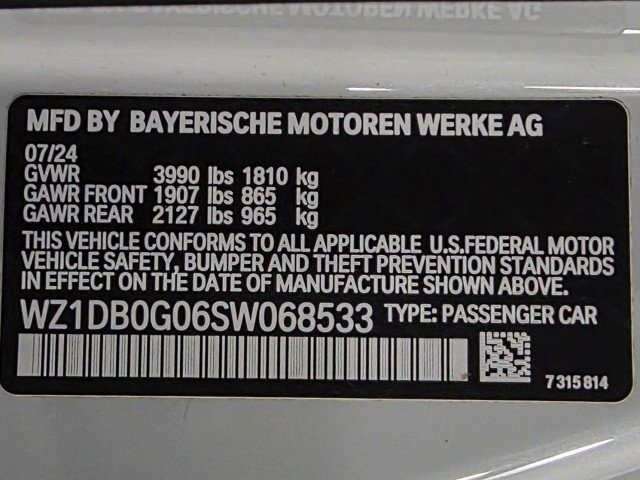 MFD BY BAYERISCHE MOTOREN WERKE AG
07/24
GVWR 3990 lbs 1810 kg
GAWR FRONT 1907 lbs 865 kg
GAWR REAR 2127 lbs 965 kg
THIS VEHICLE CONFORMS TO ALL APPLICABLE U.S.FEDERAL MOTOR
VEHICLE SAFETY, BUMPER AND THEFT PREVENTION STANDARDS
IN EFFECT ON THE DATE OF MANUFACTURE SHOWN ABOVE.
WZ1DB0G06SW068533 TYPE: PASSENGER CAR
7315814